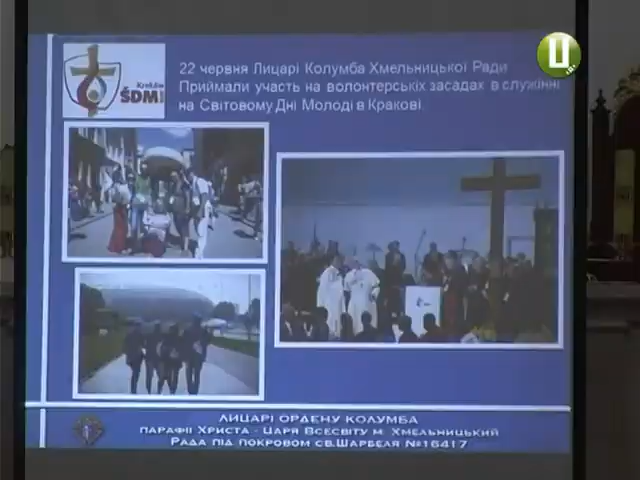 Ц
Kraków
ŚDM
22 червня Лицарі Колумба Хмельницької Ради
Приймали участь на волонтерських засадах в служінні
на Світовому Дні Молоді в Кракові.
ЛИЦАРІ ОРДЕНУ КОЛУМБА
ПАРАФІЇ ХРИСТА - ЦАРЯ ВСЕСВІТУ М. ХМЕЛЬНИЦЬКИЙ
РАДА ПІД ПОКРОВОМ СВ.ШАРБЕЛЯ №16417